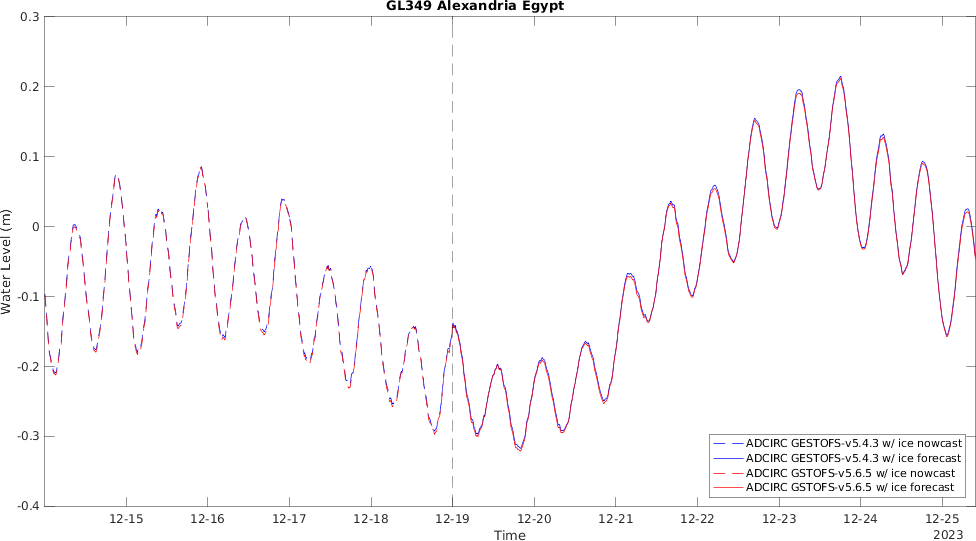 GL349 Alexandria Egypt
0.3
0.2
0.1
0
-0.1
-0.2
-0.3
-0.4
Water Level (m)
ADCIRC GESTOFS-v5.4.3 w/ ice nowcast
ADCIRC GESTOFS-v5.4.3 w/ ice forecast
ADCIRC GSTOFS-v5.6.5 w/ ice nowcast
ADCIRC GSTOFS-v5.6.5 w/ ice forecast
12-15 12-16 12-17 12-18 12-19 12-20 12-21 12-22 12-23 12-24 12-25
Time 2023